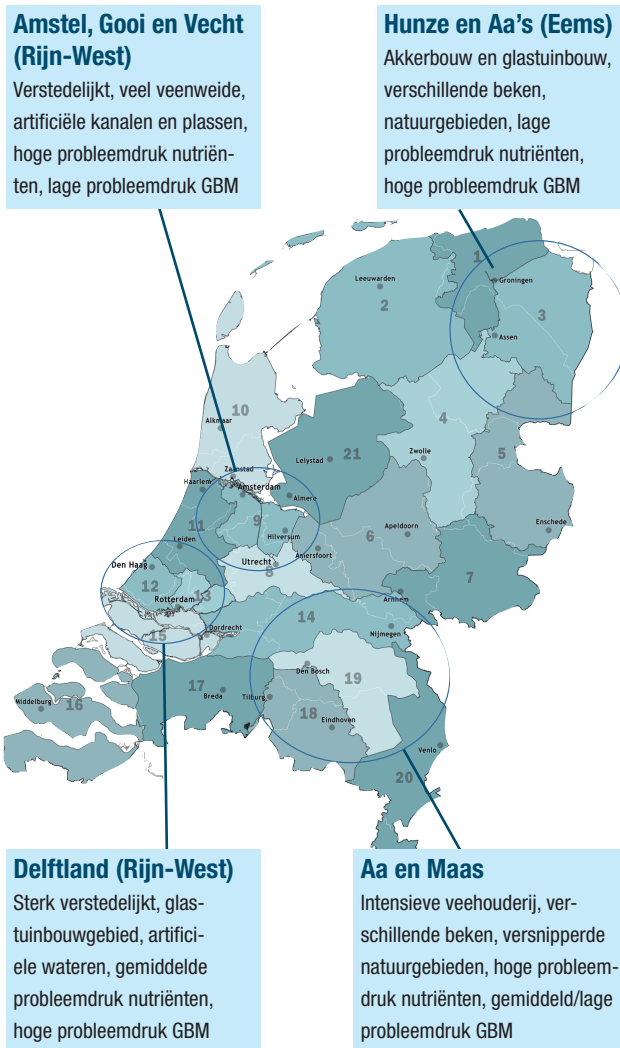 Amstel, Gooi en Vecht
(Rijn-West)
Verstedelijkt, veel veenweide,
artificiële kanalen en plassen,
hoge probleemdruk nutriën-
ten, lage probleemdruk GBM
Hunze en Aa's (Eems)
Akkerbouw en glastuinbouw,
verschillende beken,
natuurgebieden, lage
probleemdruk nutriënten,
hoge probleemdruk GBM
1
Groningen
Leeuwarden
2
3
Assen
10
4
Alkmaar
5
Zwolle
21
Lelystad
Zaanstad
Haarlem
Amsterdam
Almere
11
9
Enschede
Leiden
Hilversum
6
Apeldoorn
Amersfoort
Utrecht
8
Den Haag
7
12
13
Arnhem
Rotterdam
14
Nijmegen
Dordrecht
15
Den Bosch
19
17
Breda
Tilburg
16
Middelburg
18
Eindhoven
Venlo
20
Delftland (Rijn-West)
Sterk verstedelijkt, glas-
tuinbouwgebied, artifici-
ele wateren, gemiddelde
probleemdruk nutriënten,
hoge probleemdruk GBM
Aa en Maas
Intensieve veehouderij, ver-
schillende beken, versnipperde
natuurgebieden, hoge probleem-
druk nutriënten, gemiddeld/lage
probleemdruk GBM